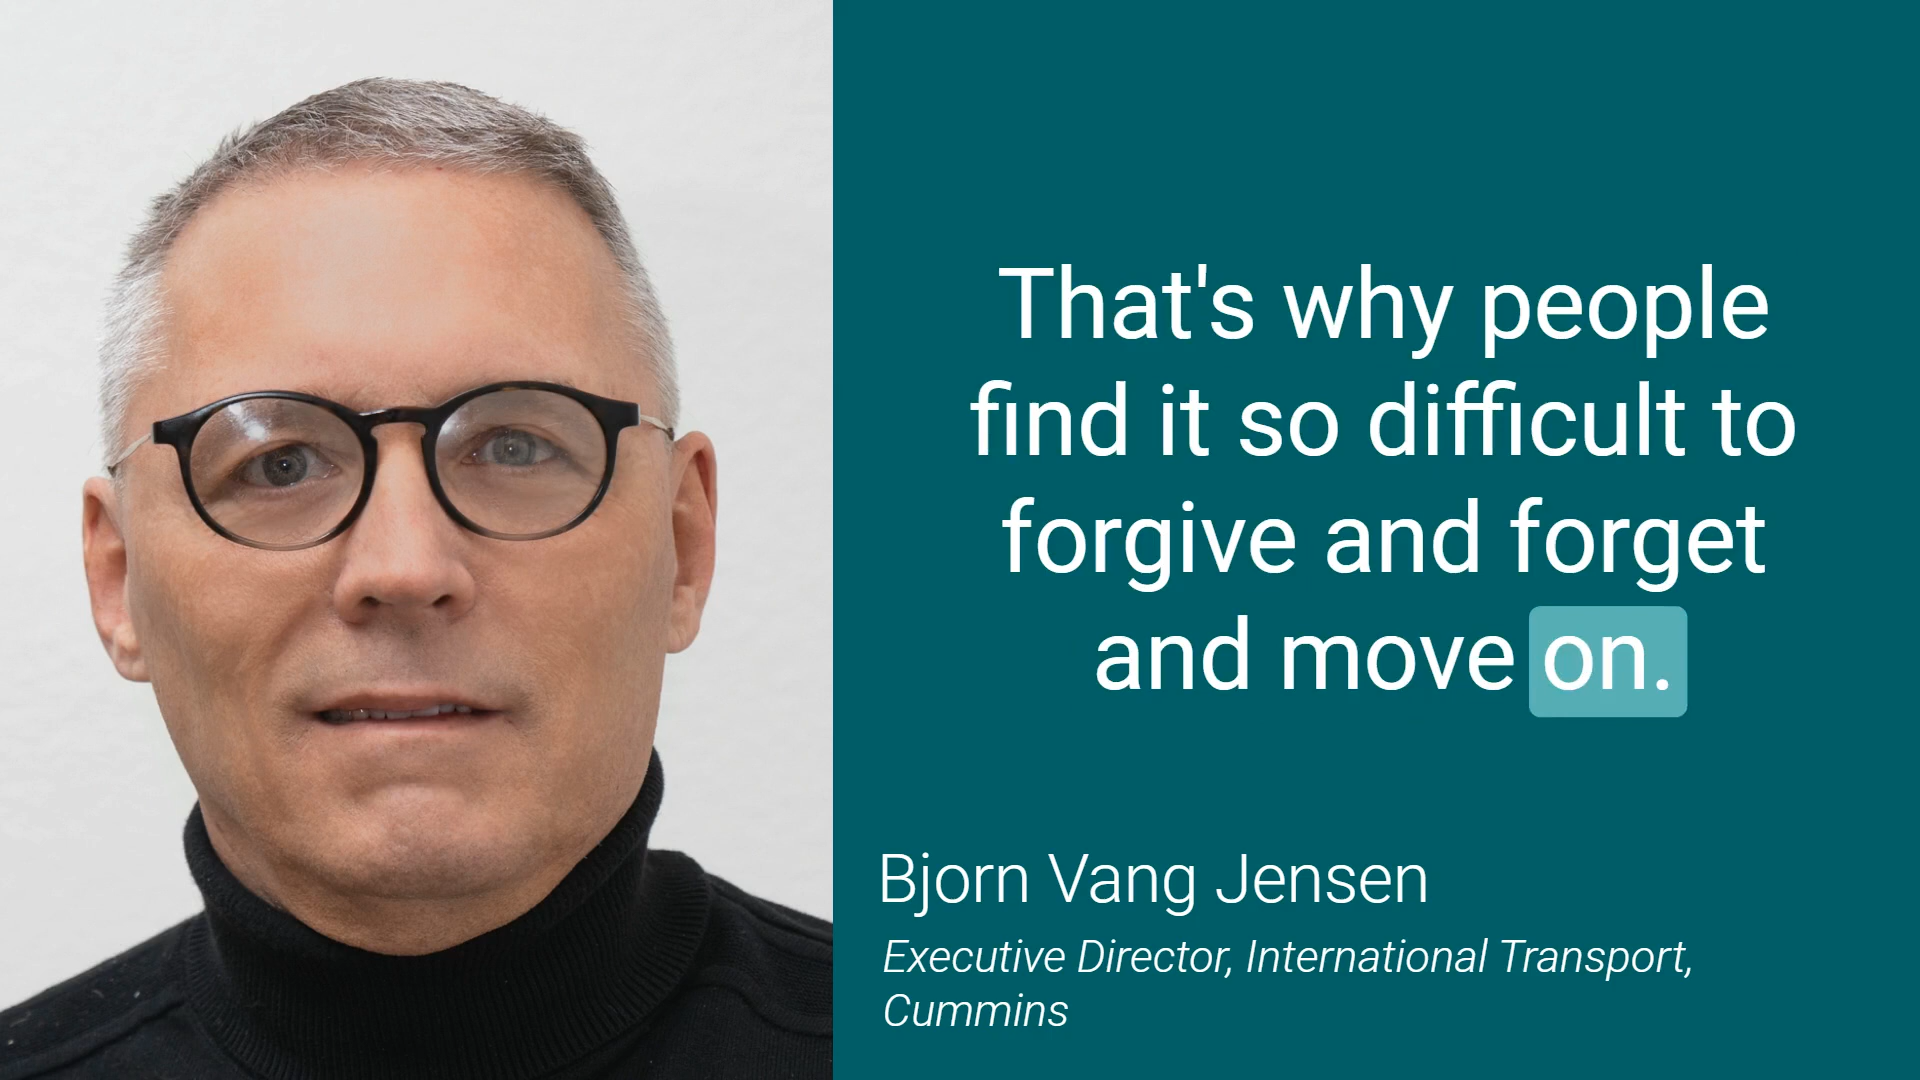 That's why people
find it so difficult to
forgive and forget
and move on.
Bjorn Vang Jensen
Executive Director, International Transport,
Cummins